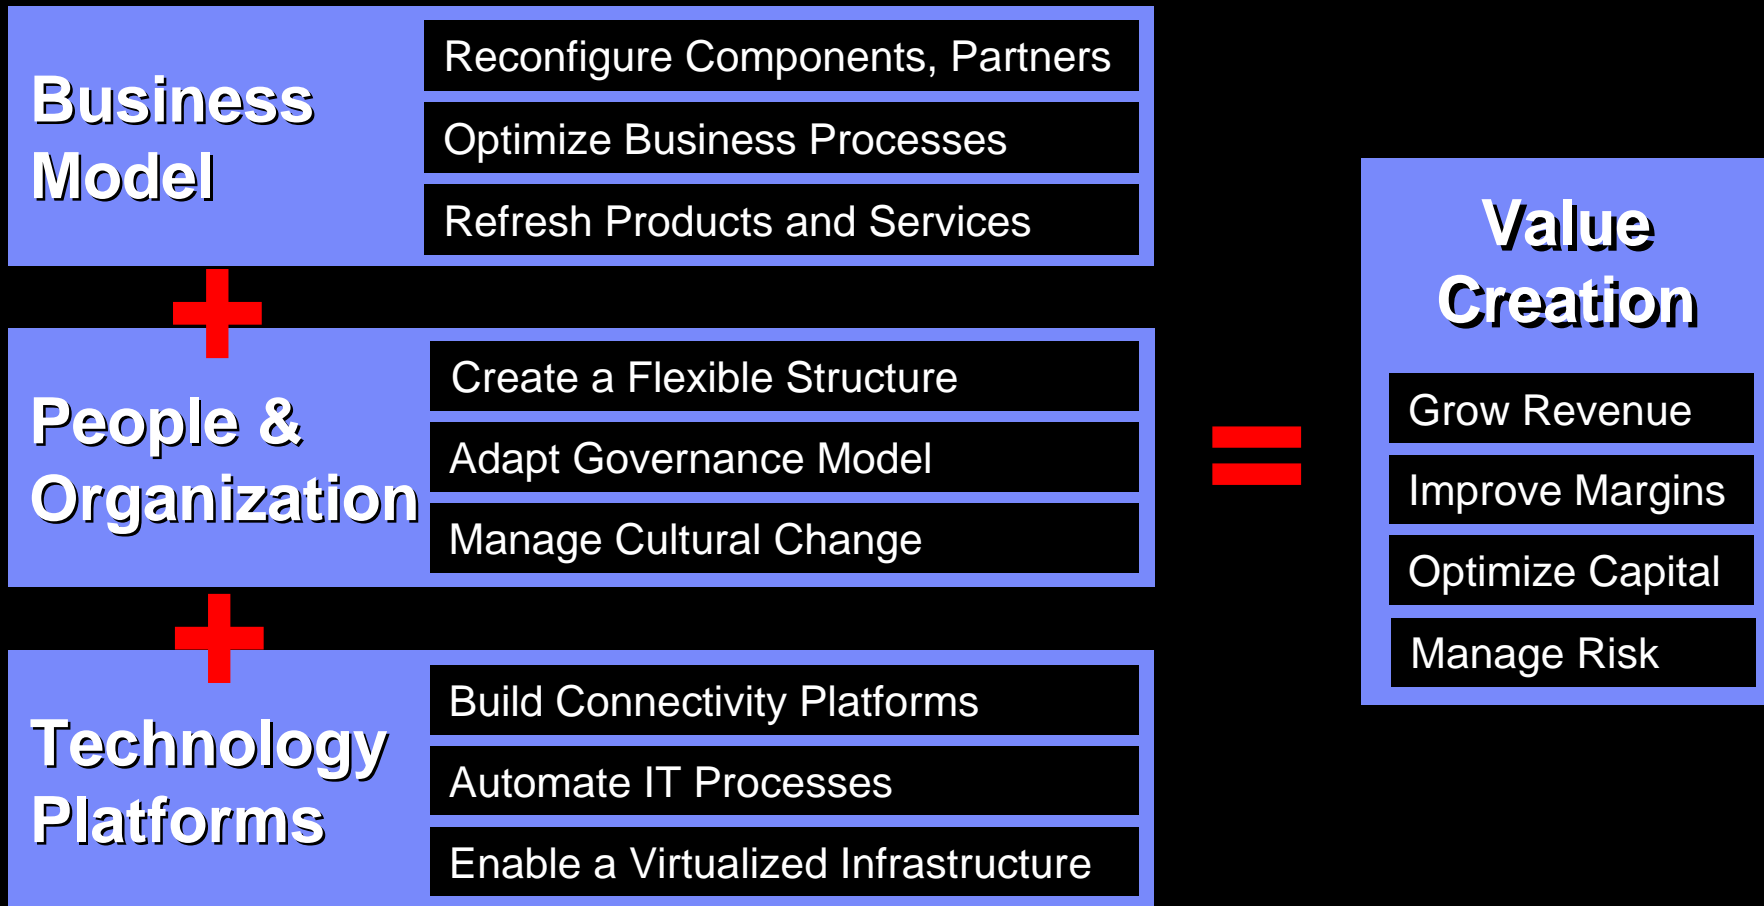 Business
Model
Reconfigure Components, Partners
Optimize Business Processes
Refresh Products and Services
+
People &
Organization
Create a Flexible Structure
Adapt Governance Model
Manage Cultural Change
+
Technology
Platforms
Build Connectivity Platforms
Automate IT Processes
Enable a Virtualized Infrastructure
=
Value
Creation
Grow Revenue
Improve Margins
Optimize Capital
Manage Risk